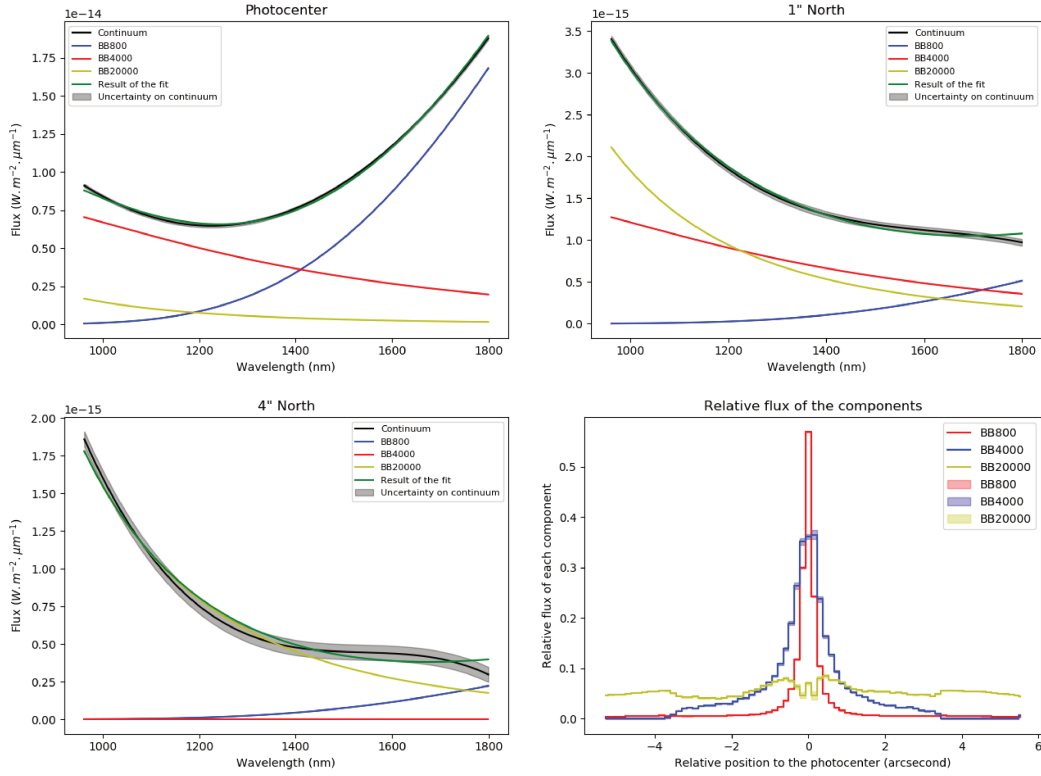 Photocenter
1e−14
Continuum
BB800
BB4000
BB20000
Result of the fit
Uncertainty on continuum
1.75
1.50
1.25
1.00
0.75
0.50
0.25
0.00
Flux (W.m⁻².μm⁻¹)
1000 1200 1400 1600 1800
Wavelength (nm)
1" North
1e−15
Continuum
BB800
BB4000
BB20000
Result of the fit
Uncertainty on continuum
3.5
3.0
2.5
2.0
1.5
1.0
0.5
0.0
Flux (W.m⁻².μm⁻¹)
1000 1200 1400 1600 1800
Wavelength (nm)
4" North
1e−15
Continuum
BB800
BB4000
BB20000
Result of the fit
Uncertainty on continuum
2.00
1.75
1.50
1.25
1.00
0.75
0.50
0.25
0.00
Flux (W.m⁻².μm⁻¹)
1000 1200 1400 1600 1800
Wavelength (nm)
Relative flux of the components
BB800
BB4000
BB20000
BB800
BB4000
BB20000
0.5
0.4
0.3
0.2
0.1
0.0
Relative flux of each component
−4 −2 0 2 4 6
Relative position to the photocenter (arcsecond)